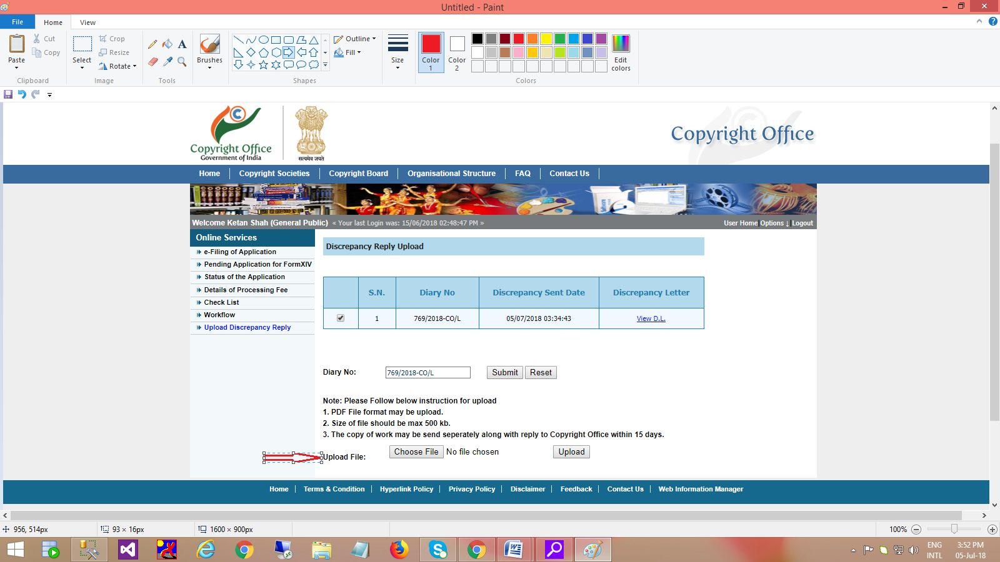 Untitled - Paint
File Home View
Paste Cut Copy
Clipboard
Select Crop Resize Rotate
Image
A
Tools
Brushes
Outline Fill
Shapes
Size
Color 1 Color 2
Edit colors
Colors
Copyright Office
Government of India
सत्यमेव जयते
Copyright Office
Home Copyright Societies Copyright Board Organisational Structure FAQ Contact Us
Welcome Ketan Shah (General Public) « Your last Login was: 15/06/2018 02:48:47 PM » User Home|Options ↓|Logout
Online Services
e-Filing of Application
Pending Application for FormXIV
Status of the Application
Details of Processing Fee
Check List
Workflow
Upload Discrepancy Reply
Discrepancy Reply Upload
S.N. Diary No Discrepancy Sent Date Discrepancy Letter
1 769/2018-CO/L 05/07/2018 03:34:43 View D.L.
Diary No: 769/2018-CO/L Submit Reset
Note: Please Follow below instruction for upload
1. PDF File format may be upload.
2. Size of file should be max 500 kb.
3. The copy of work may be send seperately along with reply to Copyright Office within 15 days.
Upload File: Choose File No file chosen Upload
Home Terms & Condition Hyperlink Policy Privacy Policy Disclaimer Feedback Contact Us Web Information Manager
956, 514px 93 × 16px 1600 × 900px 100%
ENG INTL
3:52 PM
05-Jul-18